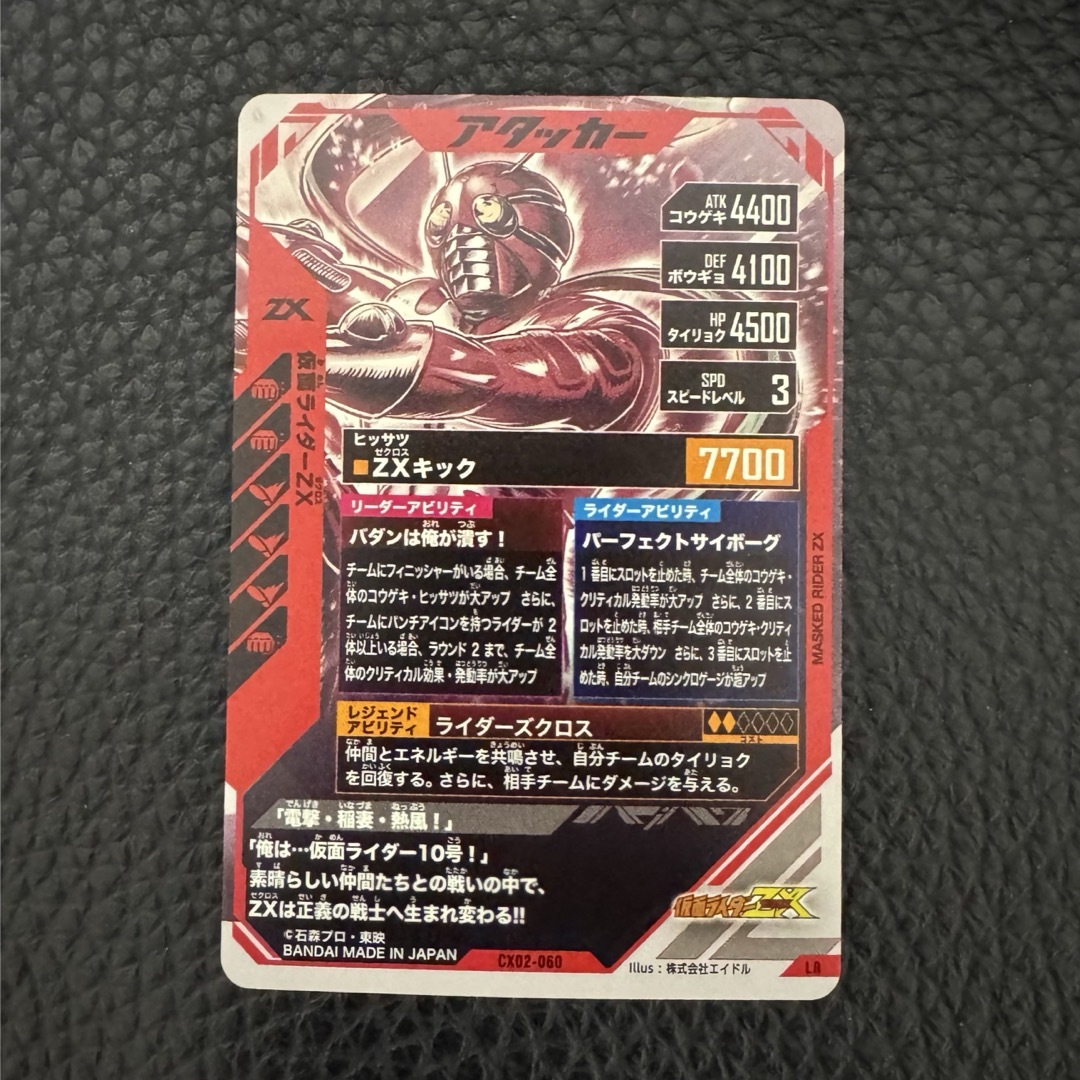 アタッカー
ATK
コウゲキ 4400
DEF
ボウギョ 4100
HP
タイリョク 4500
SPD
スピードレベル 3
ZX
仮面ライダーZX
ヒッサツ
ゼクロス
■ZXキック 7700
リーダーアビリティ
バダンは俺が潰す!
チームにフィニッシャーがいる場合、チーム全
体のコウゲキ・ヒッサツが大アップ さらに、
チームにパンチアイコンを持つライダーが 2
体以上いる場合、ラウンド 2 まで、チーム全
体のクリティカル効果・発動率が大アップ
ライダーアビリティ
パーフェクトサイボーグ
1 番目にスロットを止めた時、チーム全体のコウゲキ・
クリティカル発動率が大アップ さらに、2 番目にス
ロットを止めた時、相手チーム全体のコウゲキ・クリティ
カル発動率を大ダウン さらに、3 番目にスロットを止
めた時、自分チームのシンクロゲージが超アップ
MASKED RIDER ZX
レジェンド
アビリティ
ライダーズクロス
コスト
仲間とエネルギーを共鳴させ、自分チームのタイリョク
を回復する。さらに、相手チームにダメージを与える。
「電撃・稲妻・熱風!」
「俺は…仮面ライダー10号!」
素晴らしい仲間たちとの戦いの中で、
ZXは正義の戦士へ生まれ変わる!!
仮面ライダーZX
©石森プロ・東映
BANDAI MADE IN JAPAN
CX02-060
Illus:株式会社エイドル
LR